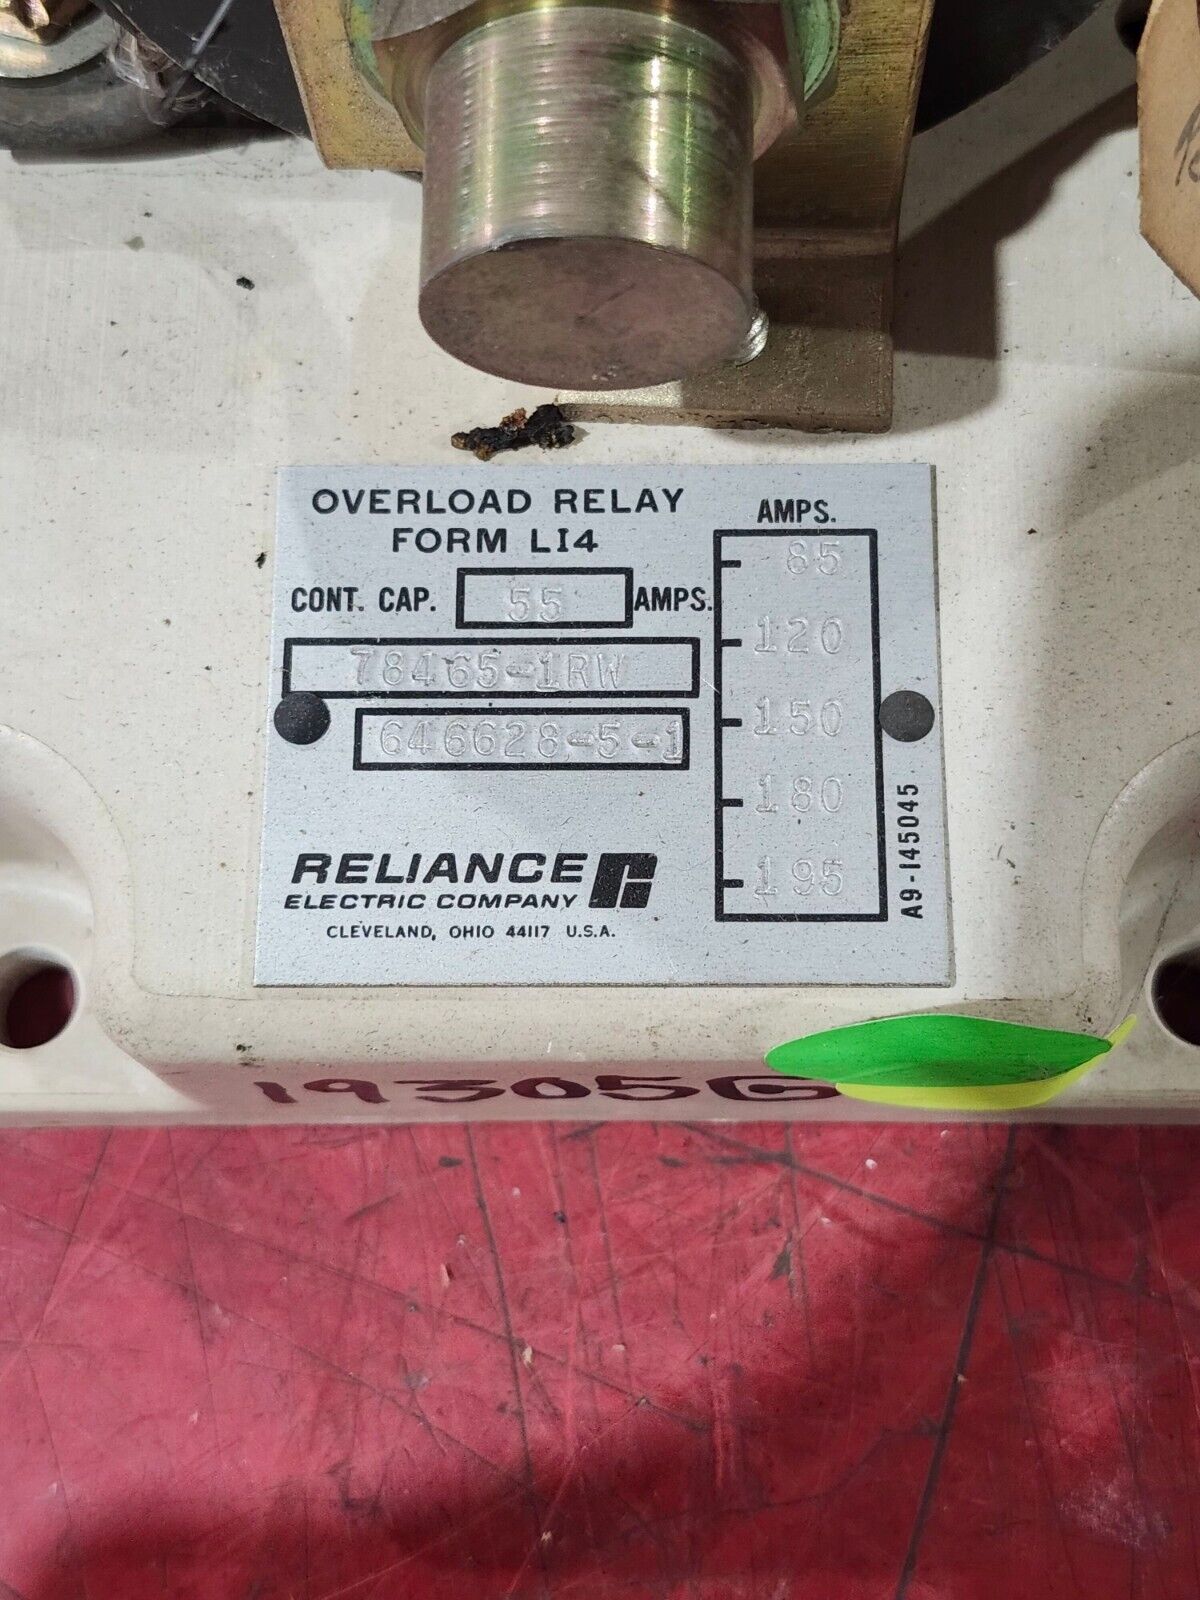 OVERLOAD RELAY
FORM LI4
CONT. CAP. 55 AMPS.
78465-1RW
646628-5-1
RELIANCE
ELECTRIC COMPANY
CLEVELAND, OHIO 44117 U.S.A.
AMPS.
85
120
150
180
195
A9-145045
19305G